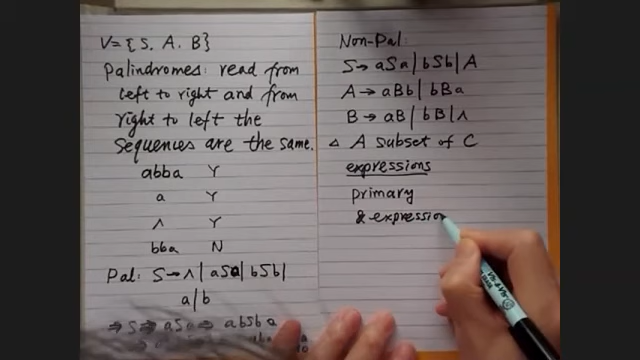 V = { S, A, B }
Palindromes: read from
left to right and from
right to left the
sequences are the same.
abba Y
a Y
Λ Y
bba N
Pal: S → Λ | aSa | bSb |
a | b
⇒ S ⇒ aSa ⇒ abSba
Non-Pal:
S → aSa | bSb | A
A → aBb | bBa
B → aB | bB | Λ
△ A subset of C
expressions
primary
& expression